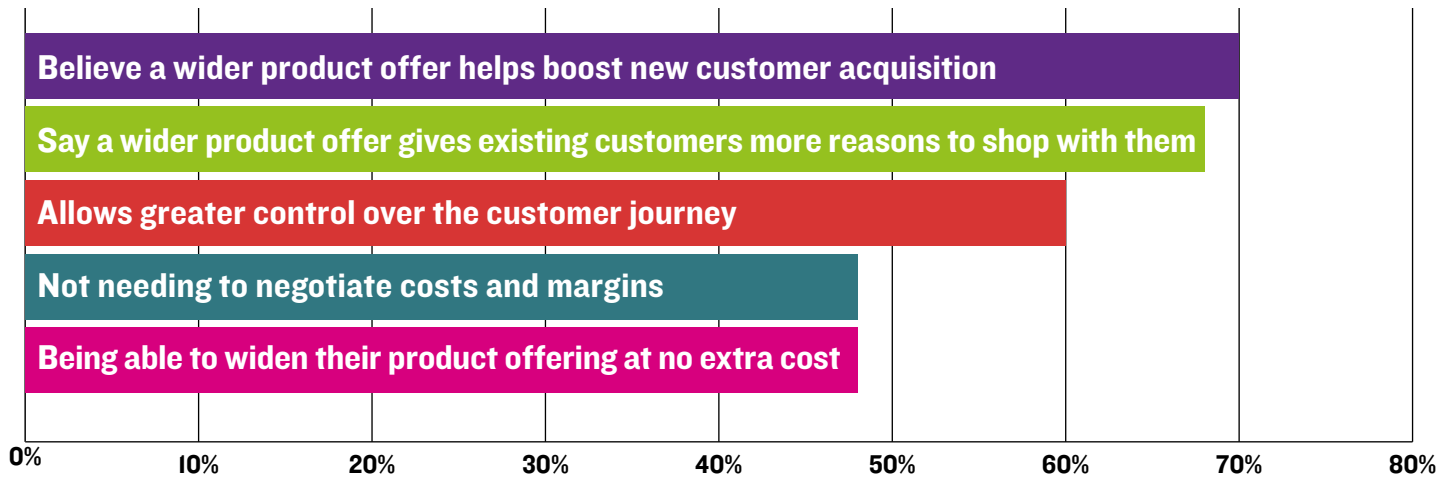 Believe a wider product offer helps boost new customer acquisition
Say a wider product offer gives existing customers more reasons to shop with them
Allows greater control over the customer journey
Not needing to negotiate costs and margins
Being able to widen their product offering at no extra cost
0% 10% 20% 30% 40% 50% 60% 70% 80%